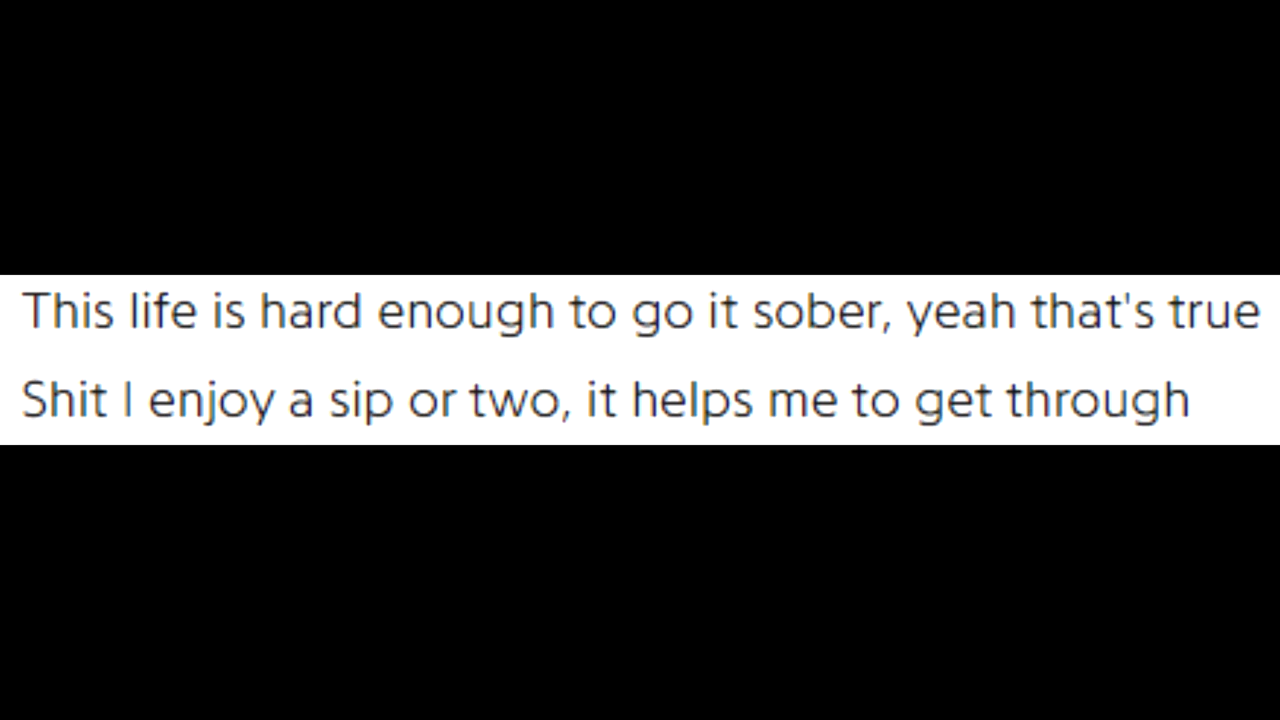 This life is hard enough to go it sober, yeah that's true
Shit I enjoy a sip or two, it helps me to get through